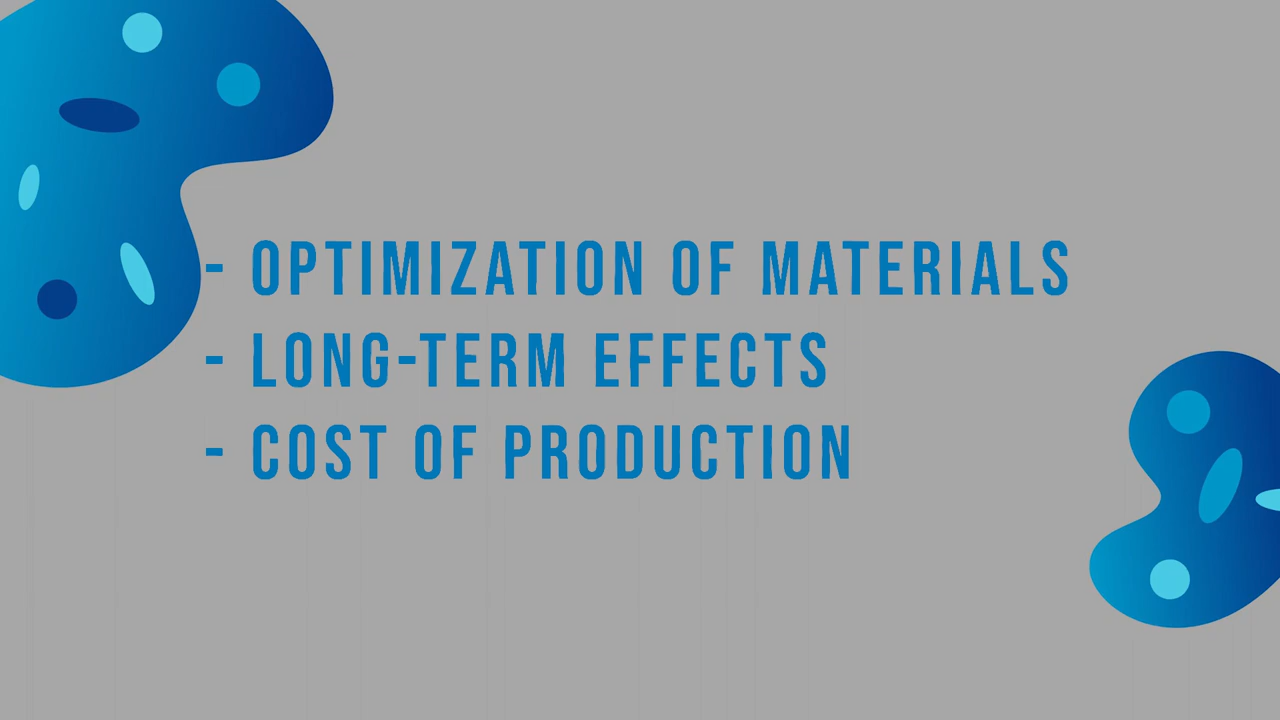 - OPTIMIZATION OF MATERIALS
- LONG-TERM EFFECTS
- COST OF PRODUCTION